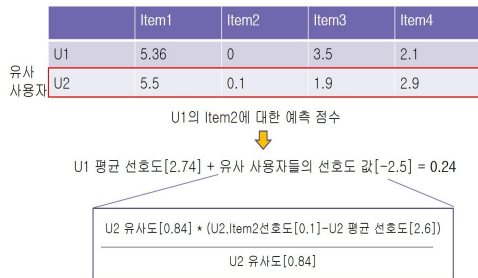 Item1 Item2 Item3 Item4
U1 5.36 0 3.5 2.1
유사
사용자
U2 5.5 0.1 1.9 2.9
U1의 Item2에 대한 예측 점수
U1 평균 선호도[2.74] + 유사 사용자들의 선호도 값[-2.5] = 0.24
U2 유사도[0.84] * (U2.Item2선호도[0.1]-U2 평균 선호도[2.6])
U2 유사도[0.84]